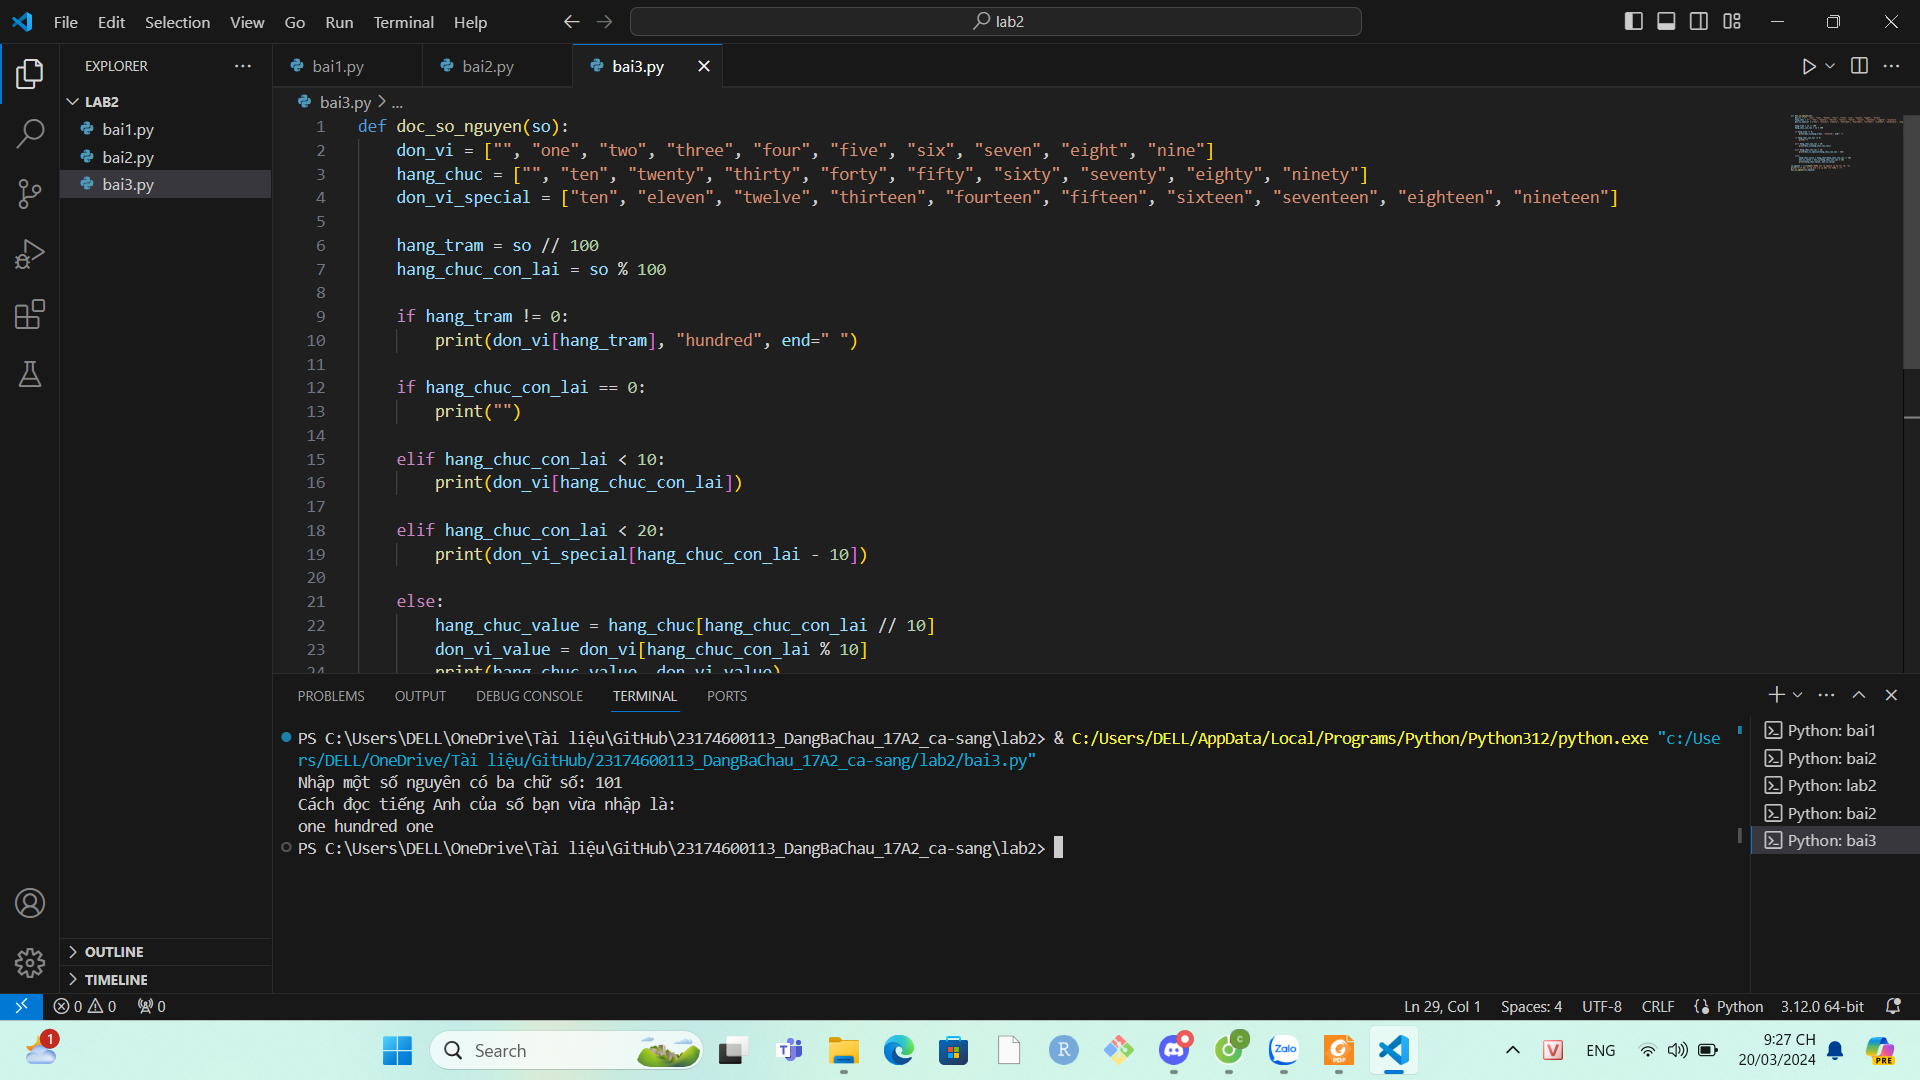 File Edit Selection View Go Run Terminal Help
lab2
EXPLORER
LAB2
bai1.py
bai2.py
bai3.py
OUTLINE
TIMELINE
bai1.py bai2.py bai3.py
bai3.py > ...
1 def doc_so_nguyen(so):
2 don_vi = ["", "one", "two", "three", "four", "five", "six", "seven", "eight", "nine"]
3 hang_chuc = ["", "ten", "twenty", "thirty", "forty", "fifty", "sixty", "seventy", "eighty", "ninety"]
4 don_vi_special = ["ten", "eleven", "twelve", "thirteen", "fourteen", "fifteen", "sixteen", "seventeen", "eighteen", "nineteen"]
5
6 hang_tram = so // 100
7 hang_chuc_con_lai = so % 100
8
9 if hang_tram != 0:
10 print(don_vi[hang_tram], "hundred", end=" ")
11
12 if hang_chuc_con_lai == 0:
13 print("")
14
15 elif hang_chuc_con_lai < 10:
16 print(don_vi[hang_chuc_con_lai])
17
18 elif hang_chuc_con_lai < 20:
19 print(don_vi_special[hang_chuc_con_lai - 10])
20
21 else:
22 hang_chuc_value = hang_chuc[hang_chuc_con_lai // 10]
23 don_vi_value = don_vi[hang_chuc_con_lai % 10]
24 print(hang_chuc_value, don_vi_value)
PROBLEMS OUTPUT DEBUG CONSOLE TERMINAL PORTS
PS C:\Users\DELL\OneDrive\Tài liệu\GitHub\23174600113_DangBaChau_17A2_ca-sang\lab2> & C:/Users/DELL/AppData/Local/Programs/Python/Python312/python.exe "c:/Use
rs/DELL/OneDrive/Tài liệu/GitHub/23174600113_DangBaChau_17A2_ca-sang/lab2/bai3.py"
Nhập một số nguyên có ba chữ số: 101
Cách đọc tiếng Anh của số bạn vừa nhập là:
one hundred one
PS C:\Users\DELL\OneDrive\Tài liệu\GitHub\23174600113_DangBaChau_17A2_ca-sang\lab2>
Python: bai1
Python: bai2
Python: lab2
Python: bai2
Python: bai3
0 0 0
Ln 29, Col 1 Spaces: 4 UTF-8 CRLF {} Python 3.12.0 64-bit
1
Search
R
C
Zalo
PDF
V
ENG
9:27 CH
20/03/2024
PRE